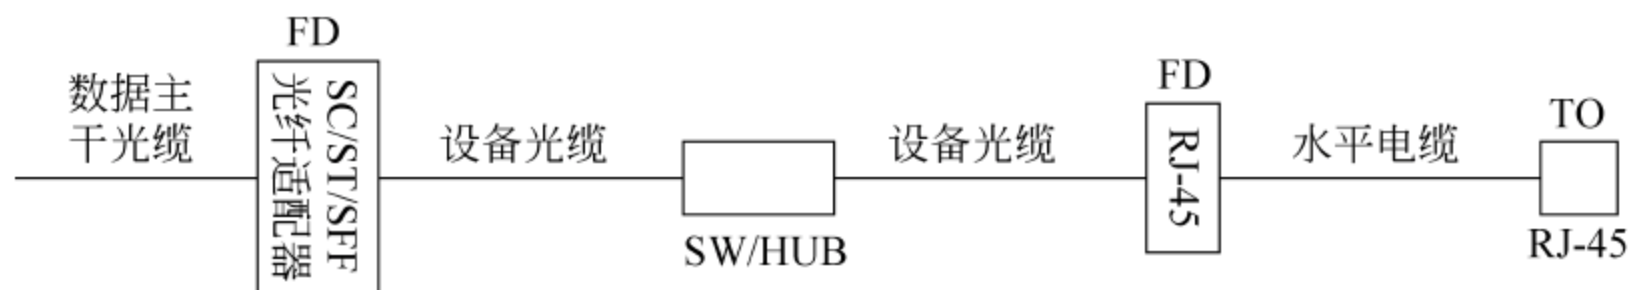 FD
数据主
干光缆
SC/ST/SFF
光纤适配器
设备光缆
SW/HUB
设备光缆
FD
RJ-45
水平电缆
TO
RJ-45